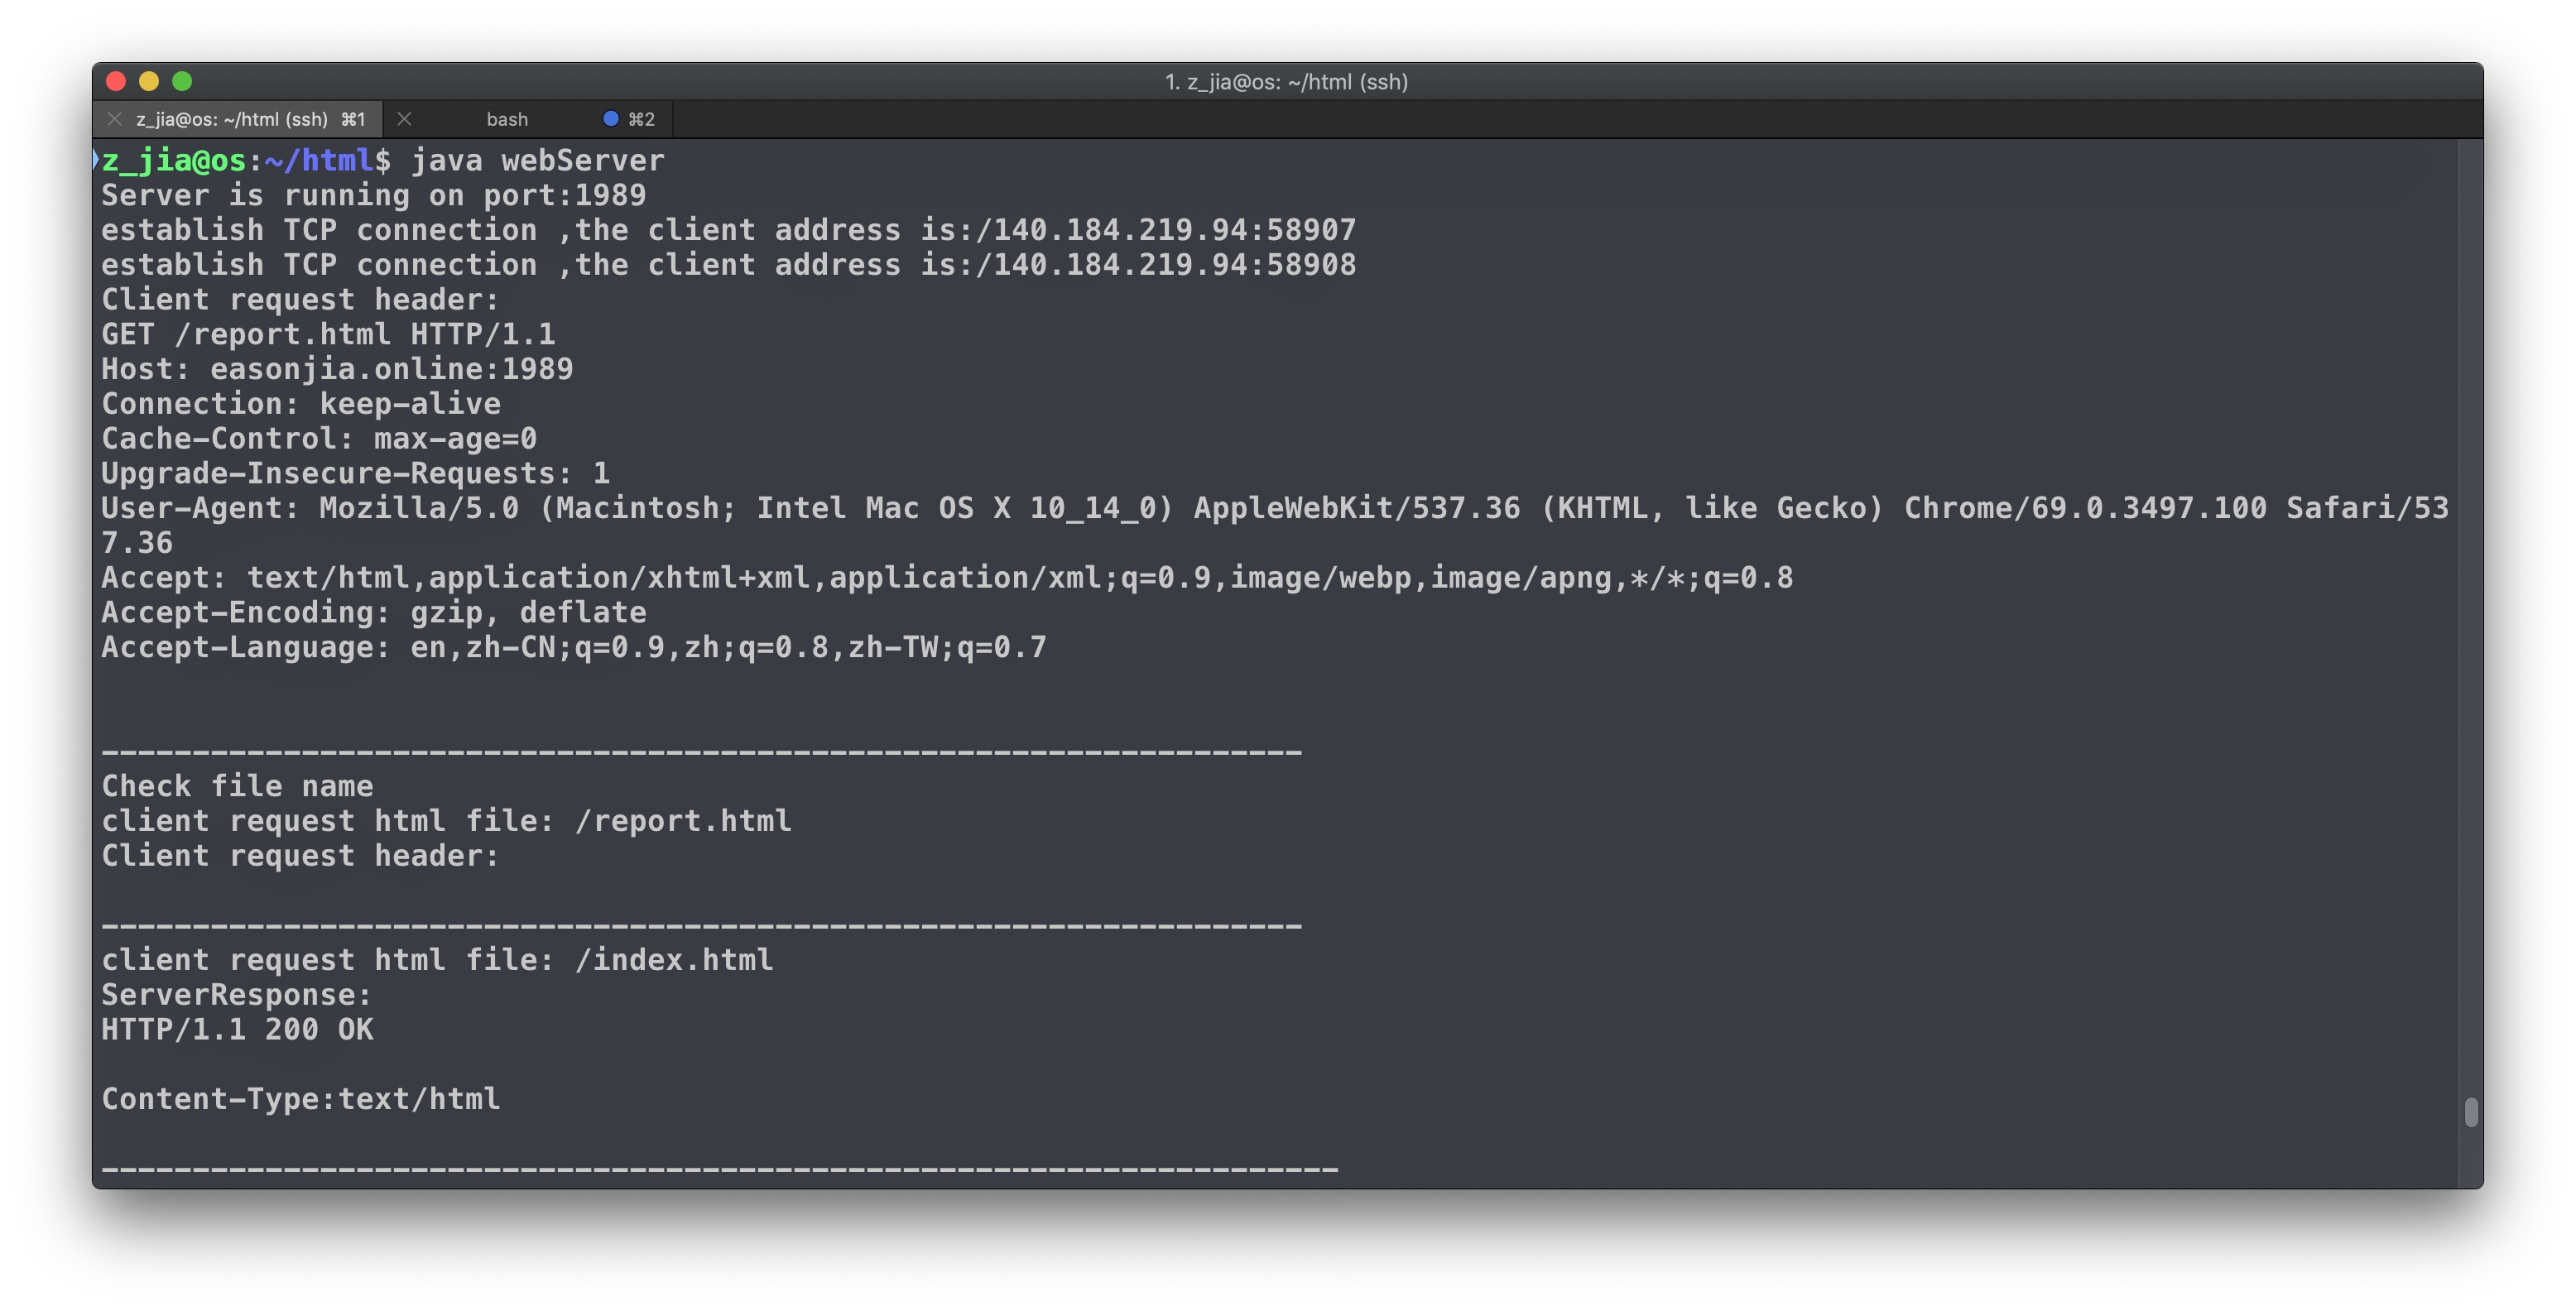 1. z_jia@os: ~/html (ssh)
z_jia@os: ~/html (ssh) ⌘1 bash ⌘2
z_jia@os:~/html$ java webServer
Server is running on port:1989
establish TCP connection ,the client address is:/140.184.219.94:58907
establish TCP connection ,the client address is:/140.184.219.94:58908
Client request header:
GET /report.html HTTP/1.1
Host: easonjia.online:1989
Connection: keep-alive
Cache-Control: max-age=0
Upgrade-Insecure-Requests: 1
User-Agent: Mozilla/5.0 (Macintosh; Intel Mac OS X 10_14_0) AppleWebKit/537.36 (KHTML, like Gecko) Chrome/69.0.3497.100 Safari/53
7.36
Accept: text/html,application/xhtml+xml,application/xml;q=0.9,image/webp,image/apng,*/*;q=0.8
Accept-Encoding: gzip, deflate
Accept-Language: en,zh-CN;q=0.9,zh;q=0.8,zh-TW;q=0.7
------------------------------------------------------------------
Check file name
client request html file: /report.html
Client request header:
------------------------------------------------------------------
client request html file: /index.html
ServerResponse:
HTTP/1.1 200 OK
Content-Type:text/html
--------------------------------------------------------------------